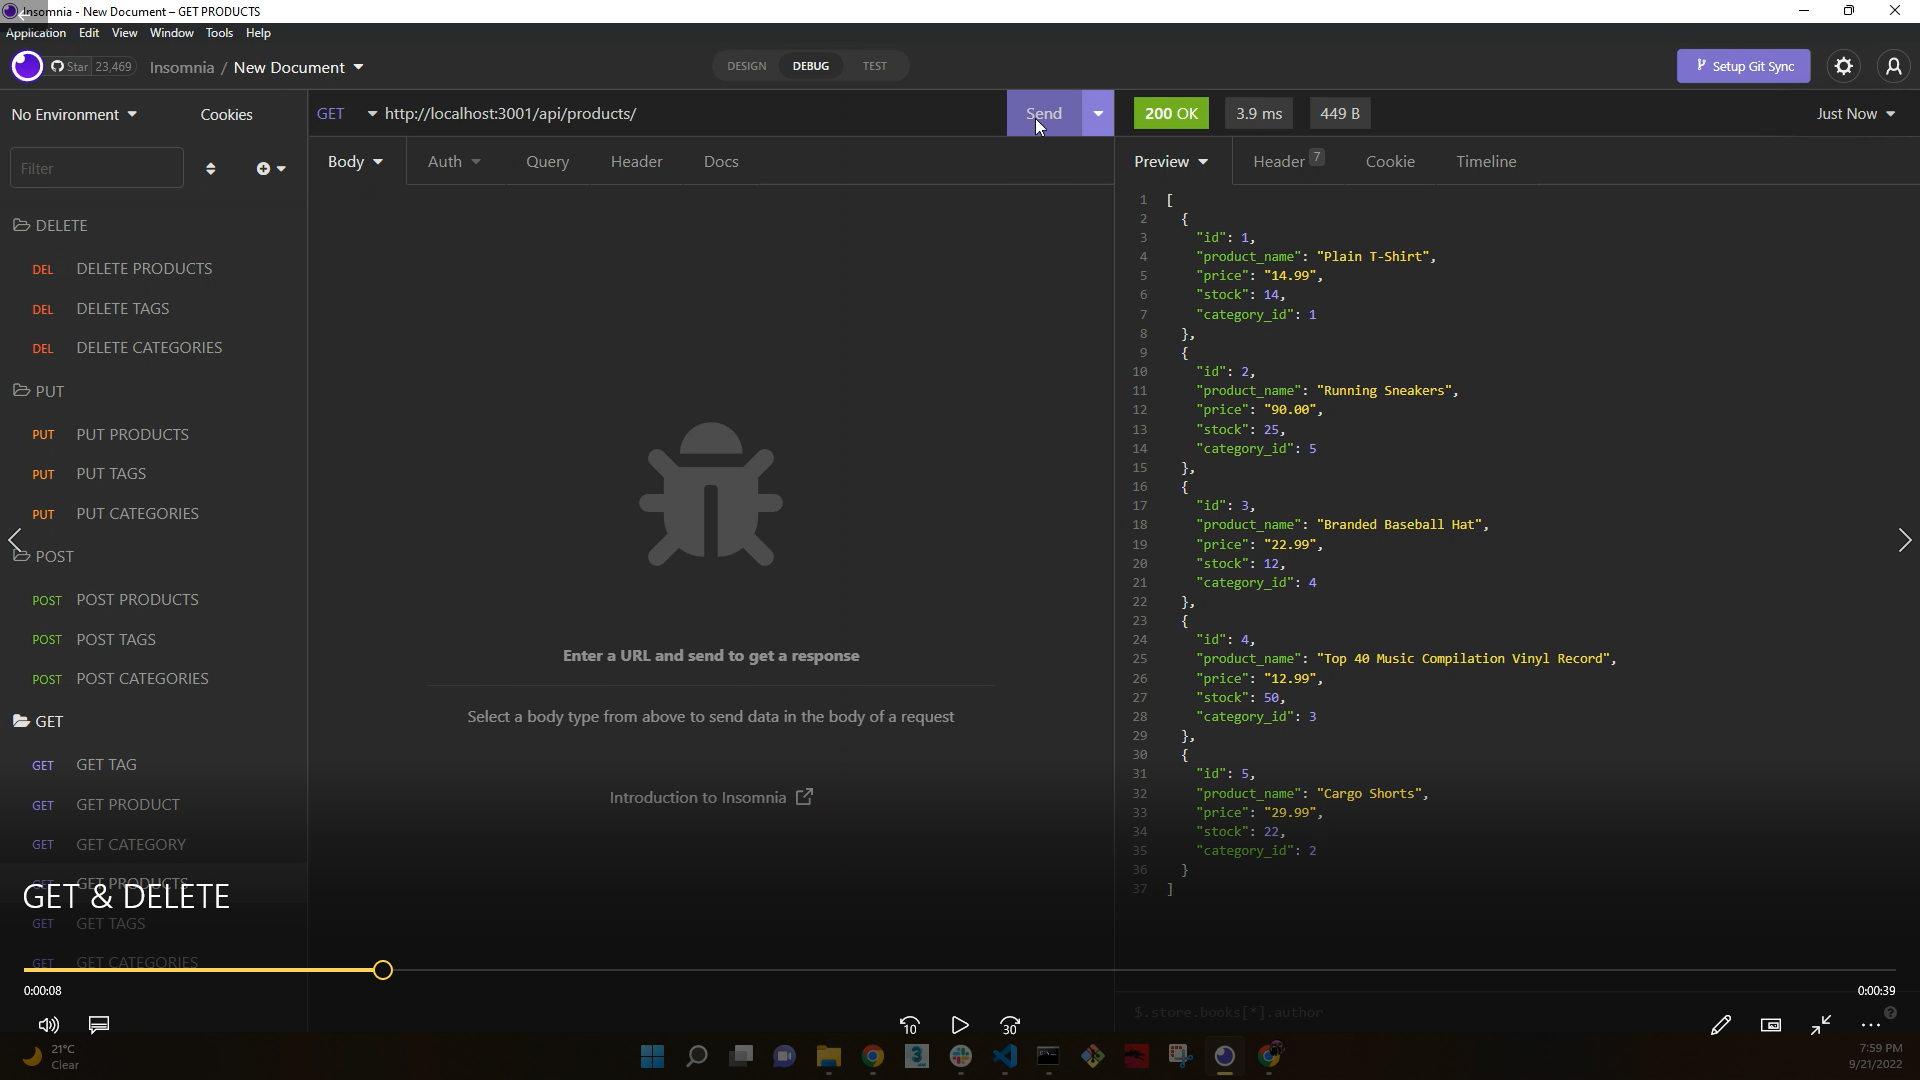 Insomnia - New Document – GET PRODUCTS
Application Edit View Window Tools Help
Star 23,469 Insomnia / New Document
DESIGN DEBUG TEST
Setup Git Sync
No Environment Cookies
GET http://localhost:3001/api/products/ Send
200 OK 3.9 ms 449 B Just Now
Filter
Body Auth Query Header Docs
Preview Header 7 Cookie Timeline
DELETE
DEL DELETE PRODUCTS
DEL DELETE TAGS
DEL DELETE CATEGORIES
PUT
PUT PUT PRODUCTS
PUT PUT TAGS
PUT PUT CATEGORIES
POST
POST POST PRODUCTS
POST POST TAGS
POST POST CATEGORIES
GET
GET GET TAG
GET GET PRODUCT
GET GET CATEGORY
GET GET PRODUCTS
GET & DELETE
GET GET TAGS
GET GET CATEGORIES
Enter a URL and send to get a response
Select a body type from above to send data in the body of a request
Introduction to Insomnia
1 [
2 {
3 "id": 1,
4 "product_name": "Plain T-Shirt",
5 "price": "14.99",
6 "stock": 14,
7 "category_id": 1
8 },
9 {
10 "id": 2,
11 "product_name": "Running Sneakers",
12 "price": "90.00",
13 "stock": 25,
14 "category_id": 5
15 },
16 {
17 "id": 3,
18 "product_name": "Branded Baseball Hat",
19 "price": "22.99",
20 "stock": 12,
21 "category_id": 4
22 },
23 {
24 "id": 4,
25 "product_name": "Top 40 Music Compilation Vinyl Record",
26 "price": "12.99",
27 "stock": 50,
28 "category_id": 3
29 },
30 {
31 "id": 5,
32 "product_name": "Cargo Shorts",
33 "price": "29.99",
34 "stock": 22,
35 "category_id": 2
36 }
37 ]
0:00:08 0:00:39
$.store.books[*].author
10 30
21°C
Clear
7:59 PM
9/21/2022